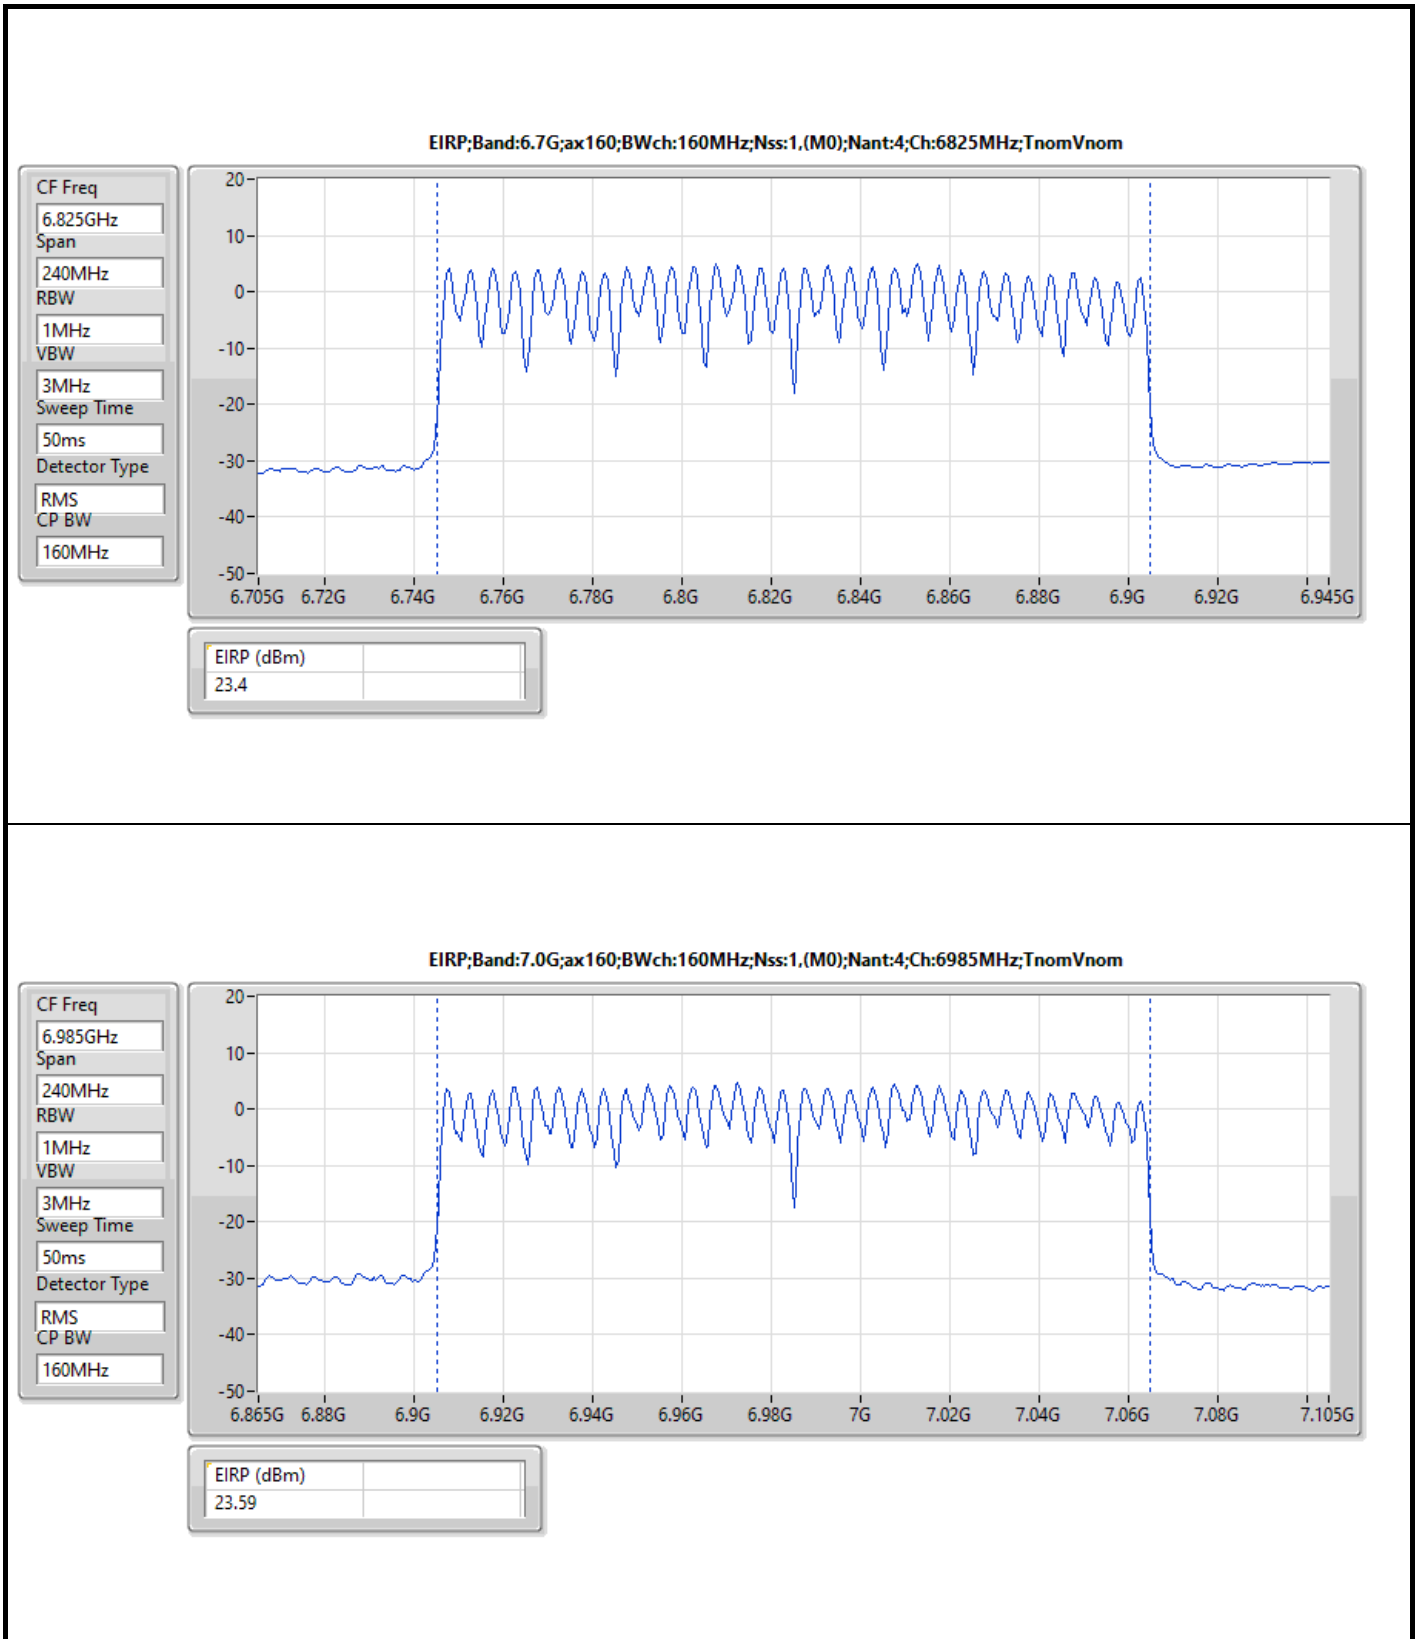 EIRP;Band:6.7G;ax160;BWch:160MHz;Nss:1,(M0);Nant:4;Ch:6825MHz;TnomVnom
CF Freq
6.825GHz
Span
240MHz
RBW
1MHz
VBW
3MHz
Sweep Time
50ms
Detector Type
RMS
CP BW
160MHz
20
10
0
-10
-20
-30
-40
-50
6.705G 6.72G 6.74G 6.76G 6.78G 6.8G 6.82G 6.84G 6.86G 6.88G 6.9G 6.92G 6.945G
EIRP (dBm)
23.4
EIRP;Band:7.0G;ax160;BWch:160MHz;Nss:1,(M0);Nant:4;Ch:6985MHz;TnomVnom
CF Freq
6.985GHz
Span
240MHz
RBW
1MHz
VBW
3MHz
Sweep Time
50ms
Detector Type
RMS
CP BW
160MHz
20
10
0
-10
-20
-30
-40
-50
6.865G 6.88G 6.9G 6.92G 6.94G 6.96G 6.98G 7G 7.02G 7.04G 7.06G 7.08G 7.105G
EIRP (dBm)
23.59